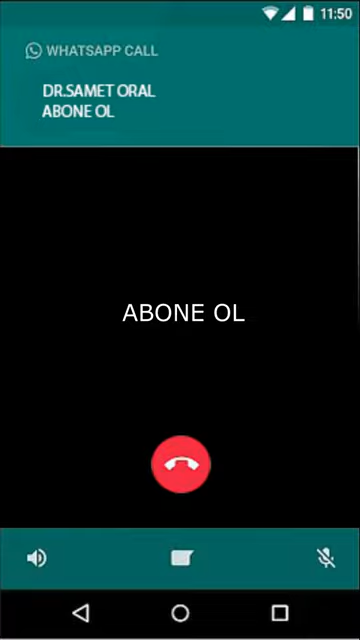 11:50
WHATSAPP CALL
DR.SAMET ORAL
ABONE OL
ABONE OL